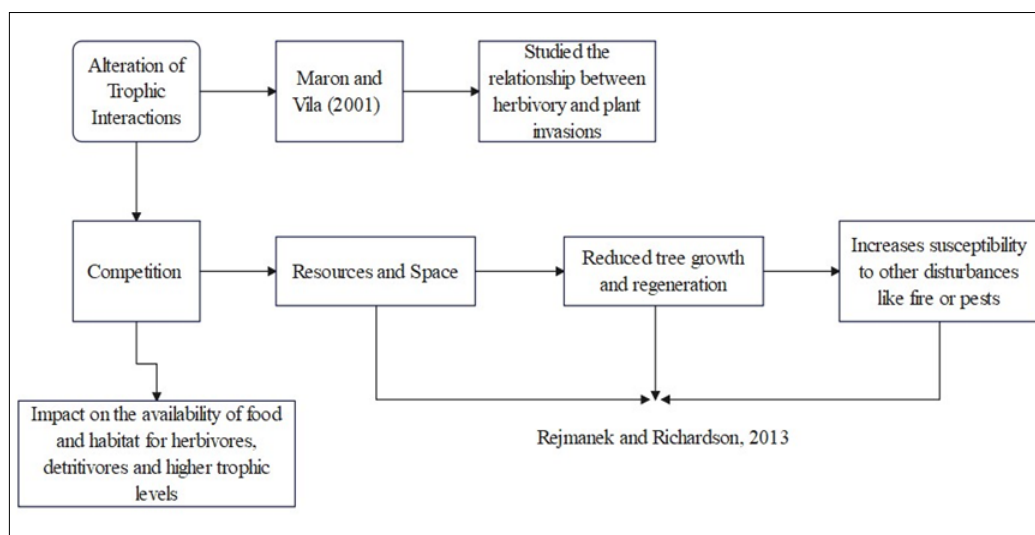 Alteration of
Trophic
Interactions
Maron and
Vila (2001)
Studied the
relationship between
herbivory and plant
invasions
Competition
Resources and Space
Reduced tree growth
and regeneration
Increases susceptibility
to other disturbances
like fire or pests
Impact on the availability of food
and habitat for herbivores,
detritivores and higher trophic
levels
Rejmanek and Richardson, 2013